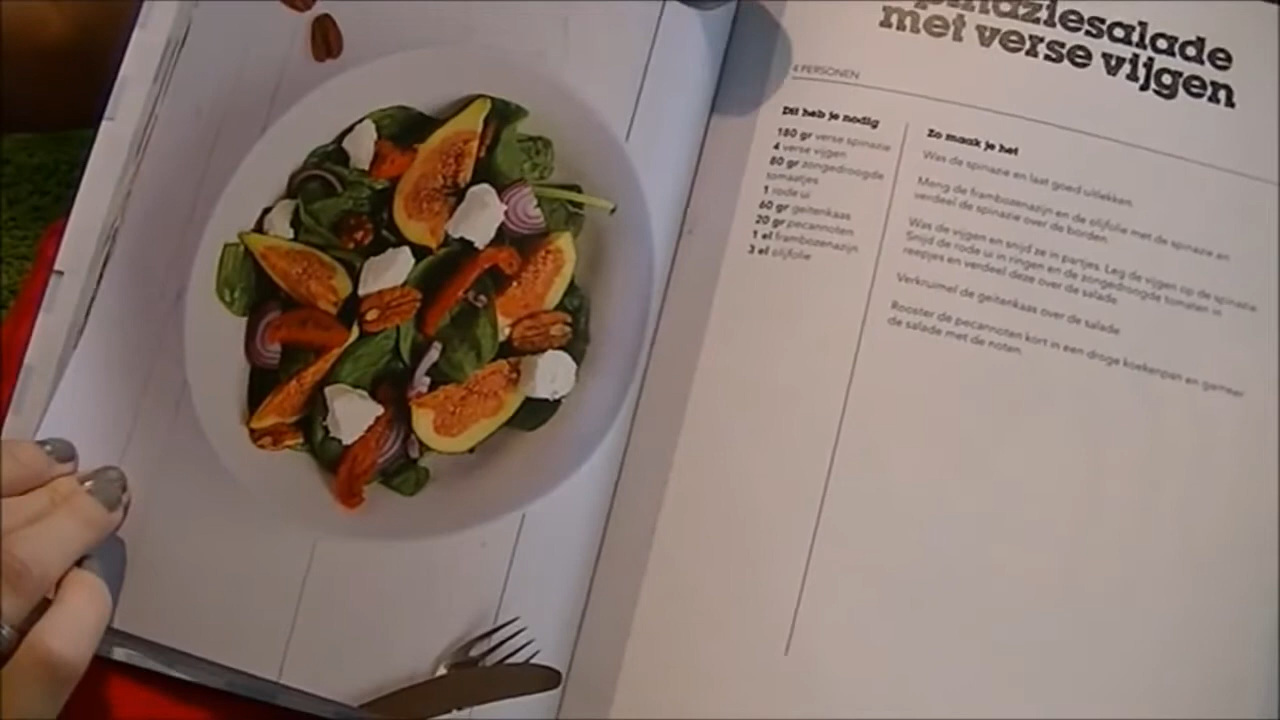 spinaziesalade
met verse vijgen
4 PERSONEN
Dit heb je nodig
180 gr verse spinazie
4 verse vijgen
80 gr zongedroogde
tomaatjes
1 rode ui
60 gr geitenkaas
20 gr pecannoten
1 el frambozenazijn
3 el olijfolie
Zo maak je het
Was de spinazie en laat goed uitlekken.
Meng de frambozenazijn en de olijfolie met de spinazie en
verdeel de spinazie over de borden.
Was de vijgen en snijd ze in partjes. Leg de vijgen op de spinazie.
Snijd de rode ui in ringen en de zongedroogde tomaten in
reepjes en verdeel deze over de salade.
Verkruimel de geitenkaas over de salade.
Rooster de pecannoten kort in een droge koekenpan en garneer
de salade met de noten.